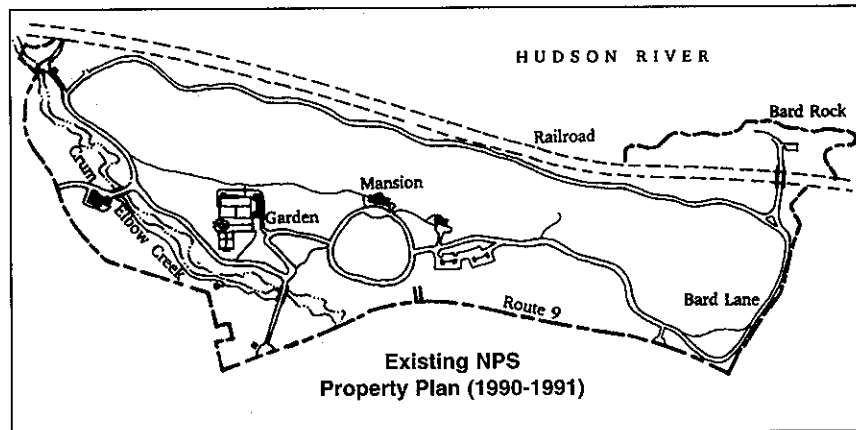 HUDSON RIVER
Bard Rock
Railroad
Mansion
Garden
Crum
Elbow Creek
Bard Lane
Route 9
Existing NPS
Property Plan (1990-1991)